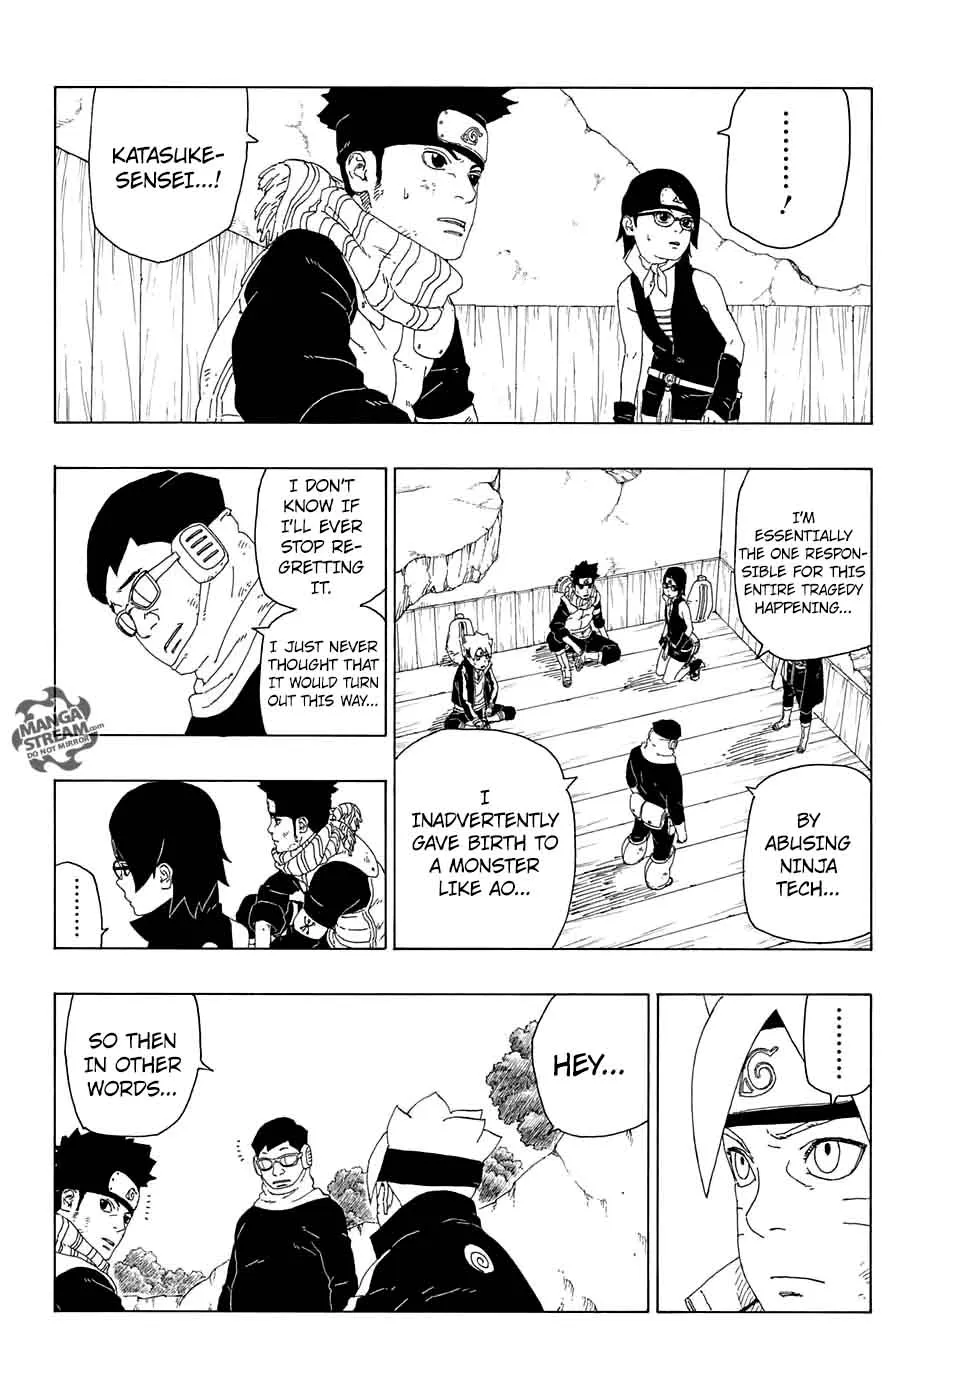 .......!
KATASUKE-
SENSEI...!
I'M
ESSENTIALLY
THE ONE RESPON-
SIBLE FOR THIS
ENTIRE TRAGEDY
HAPPENING...
BY
ABUSING
NINJA
TECH...
I
INADVERTENTLY
GAVE BIRTH TO
A MONSTER
LIKE AO...
I DON'T
KNOW IF
I'LL EVER
STOP RE-
GRETTING
IT.
I JUST NEVER
THOUGHT THAT
IT WOULD TURN
OUT THIS WAY...
MANGA
STREAM.com
DO NOT MIRROR
.......
........
HEY...
SO THEN
IN OTHER
WORDS...